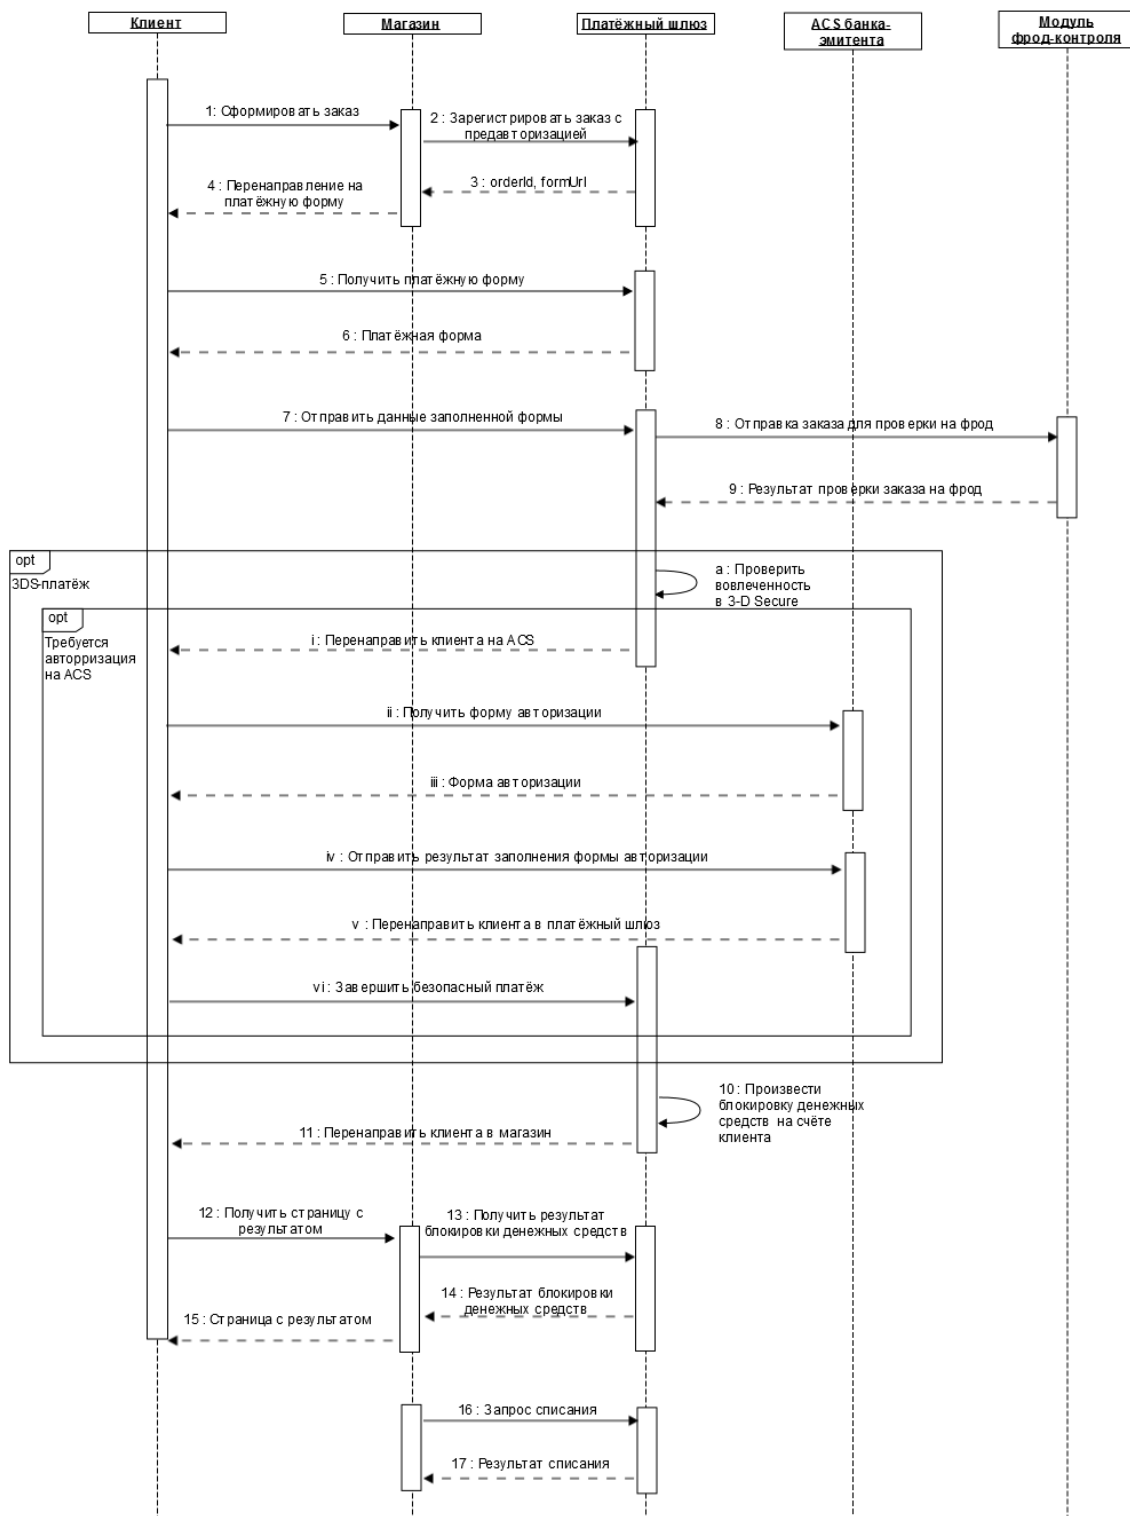 Клиент
Магазин
Платёжный шлюз
ACS банка-
эмитента
Модуль
фрод-контроля
1: Сформировать заказ
2 : Зарегистрировать заказ с
предавторизацией
3 : orderId, formUrl
4 : Перенаправление на
платёжную форму
5 : Получить платёжную форму
6 : Платёжная форма
7 : Отправить данные заполненной формы
8 : Отправка заказа для проверки на фрод
9 : Результат проверки заказа на фрод
opt
3DS-платёж
a : Проверить
вовлеченность
в 3-D Secure
opt
Требуется
авторризация
на ACS
i : Перенаправить клиента на ACS
ii : Получить форму авторизации
iii : Форма авторизации
iv : Отправить результат заполнения формы авторизации
v : Перенаправить клиента в платёжный шлюз
vi : Завершить безопасный платёж
10 : Произвести
блокировку денежных
средств на счёте
клиента
11 : Перенаправить клиента в магазин
12 : Получить страницу с
результатом
13 : Получить результат
блокировки денежных средств
14 : Результат блокировки
денежных средств
15 : Страница с результатом
16 : Запрос списания
17 : Результат списания